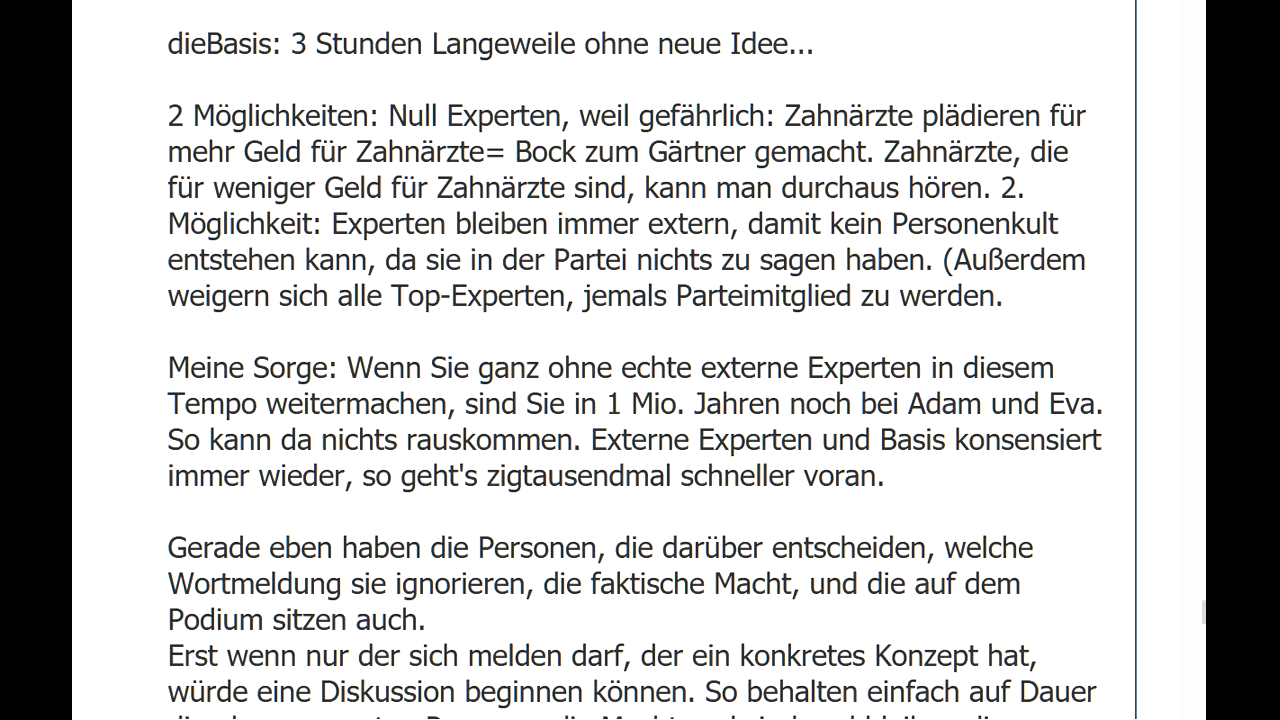 dieBasis: 3 Stunden Langeweile ohne neue Idee...
2 Möglichkeiten: Null Experten, weil gefährlich: Zahnärzte plädieren für
mehr Geld für Zahnärzte= Bock zum Gärtner gemacht. Zahnärzte, die
für weniger Geld für Zahnärzte sind, kann man durchaus hören. 2.
Möglichkeit: Experten bleiben immer extern, damit kein Personenkult
entstehen kann, da sie in der Partei nichts zu sagen haben. (Außerdem
weigern sich alle Top-Experten, jemals Parteimitglied zu werden.
Meine Sorge: Wenn Sie ganz ohne echte externe Experten in diesem
Tempo weitermachen, sind Sie in 1 Mio. Jahren noch bei Adam und Eva.
So kann da nichts rauskommen. Externe Experten und Basis konsensiert
immer wieder, so geht's zigtausendmal schneller voran.
Gerade eben haben die Personen, die darüber entscheiden, welche
Wortmeldung sie ignorieren, die faktische Macht, und die auf dem
Podium sitzen auch.
Erst wenn nur der sich melden darf, der ein konkretes Konzept hat,
würde eine Diskussion beginnen können. So behalten einfach auf Dauer